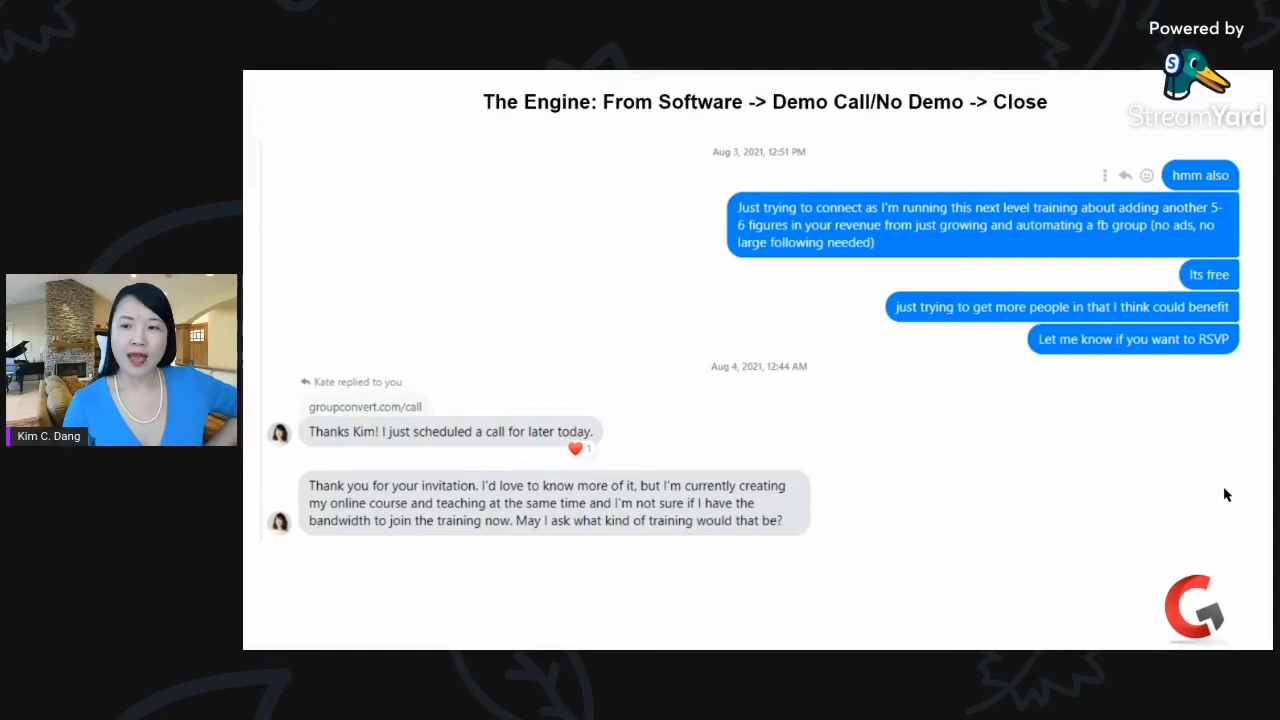 Powered by
S
StreamYard
The Engine: From Software -> Demo Call/No Demo -> Close
Aug 3, 2021, 12:51 PM
hmm also
Just trying to connect as I'm running this next level training about adding another 5-
6 figures in your revenue from just growing and automating a fb group (no ads, no
large following needed)
Its free
just trying to get more people in that I think could benefit
Let me know if you want to RSVP
Aug 4, 2021, 12:44 AM
Kate replied to you
groupconvert.com/call
Thanks Kim! I just scheduled a call for later today.
1
Thank you for your invitation. I'd love to know more of it, but I'm currently creating
my online course and teaching at the same time and I'm not sure if I have the
bandwidth to join the training now. May I ask what kind of training would that be?
Kim C. Dang
G